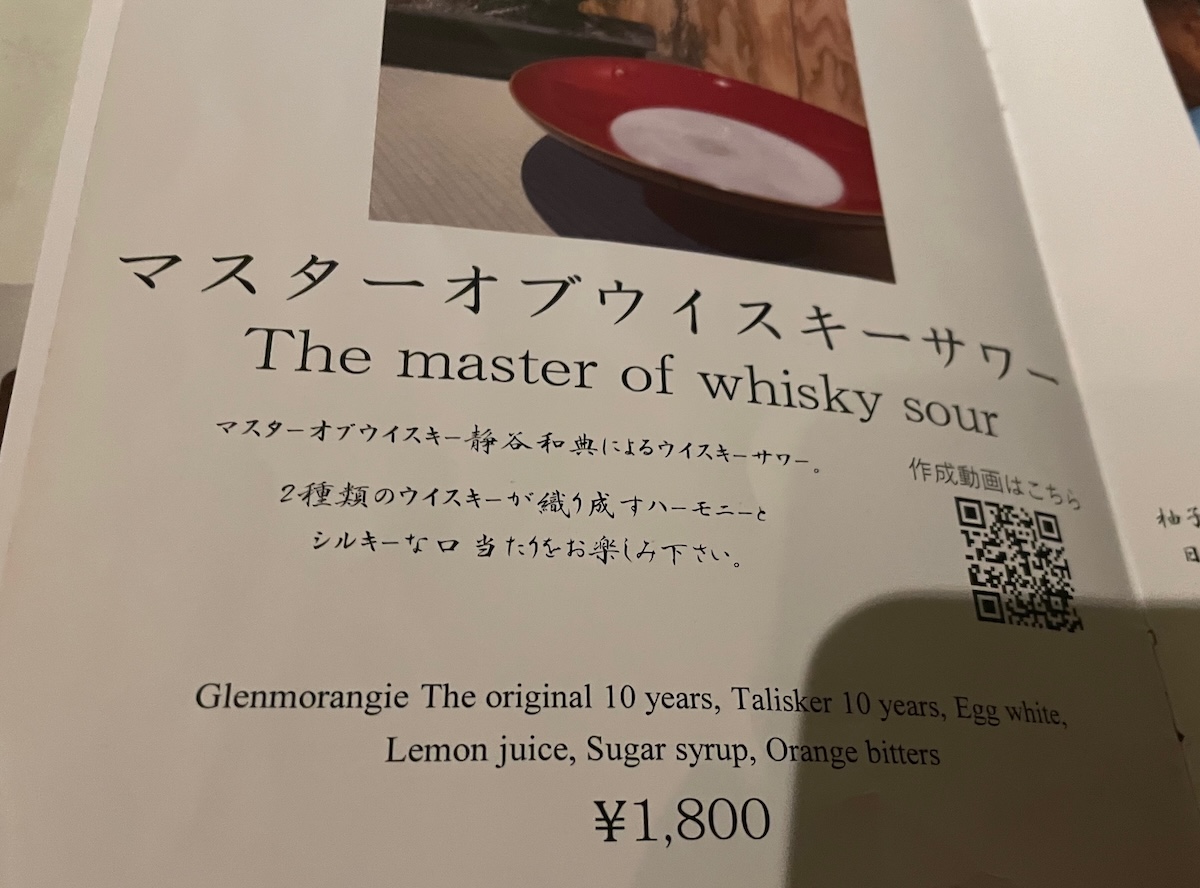 マスターオブウイスキーサワー
The master of whisky sour
マスターオブウイスキー静谷和典によるウイスキーサワー。
2種類のウイスキーが織り成すハーモニーと
シルキーな口当たりをお楽しみ下さい。
作成動画はこちら
Glenmorangie The original 10 years, Talisker 10 years, Egg white,
Lemon juice, Sugar syrup, Orange bitters
¥1,800
柚子
日